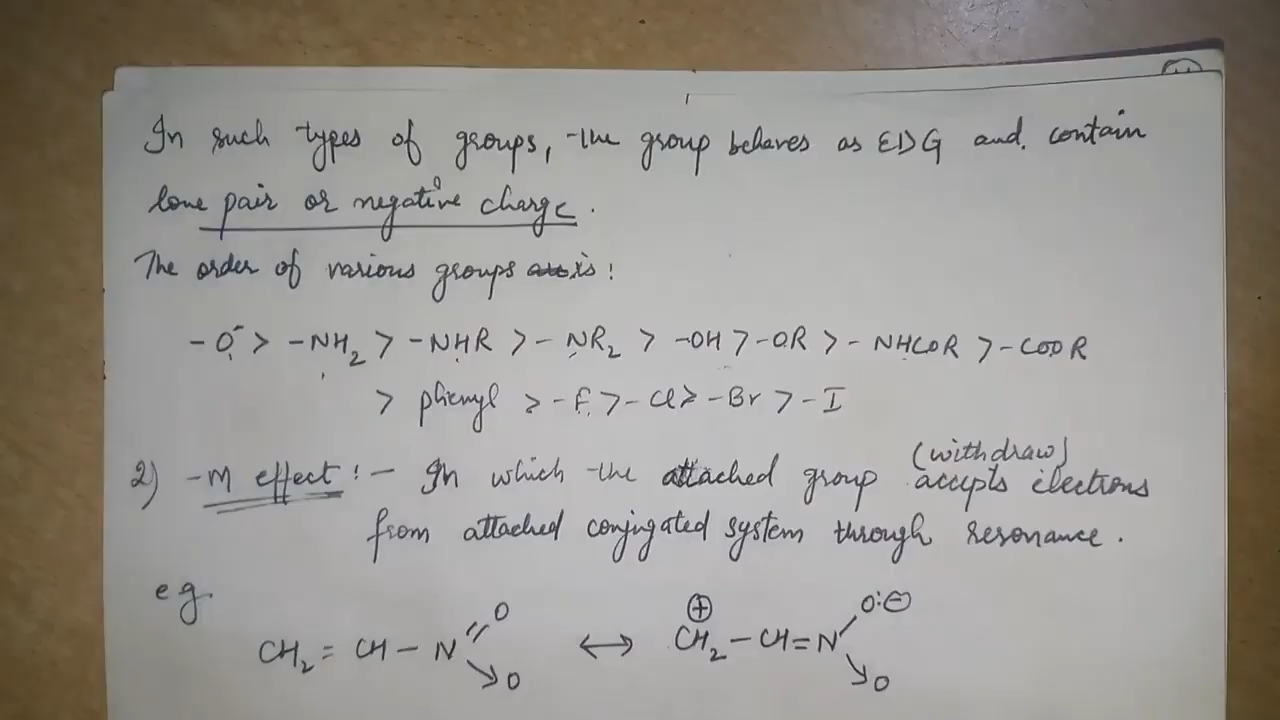 In such types of groups, the group behaves as EDG and contain
lone pair or negative charge.
The order of various groups is :
- O⁻ > - NH₂ > - NHR > - NR₂ > -OH > -OR > - NHCOR > - COOR
> phenyl > - F > - Cl > - Br > - I
2) -M effect :- In which the attached group accepts (withdraw) electrons
from attached conjugated system through resonance.
eg.
CH₂ = CH - N =O →O ↔ ⊕CH₂ - CH = N -O:⊖ →O